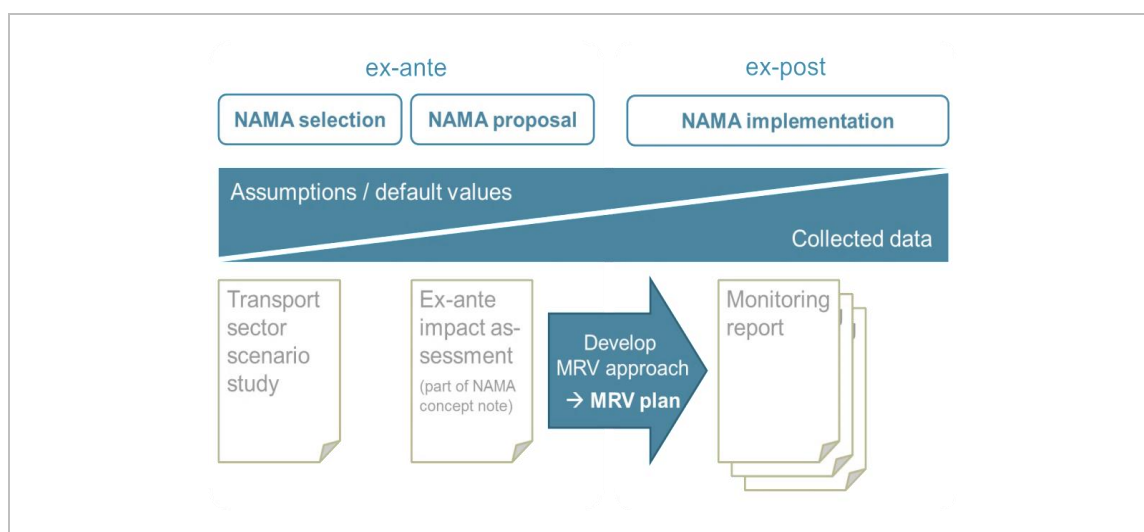 ex-ante
ex-post
NAMA selection
NAMA proposal
NAMA implementation
Assumptions / default values
Collected data
Transport
sector
scenario
study
Ex-ante
impact as-
sessment
(part of NAMA
concept note)
Develop
MRV approach
→ MRV plan
Monitoring
report